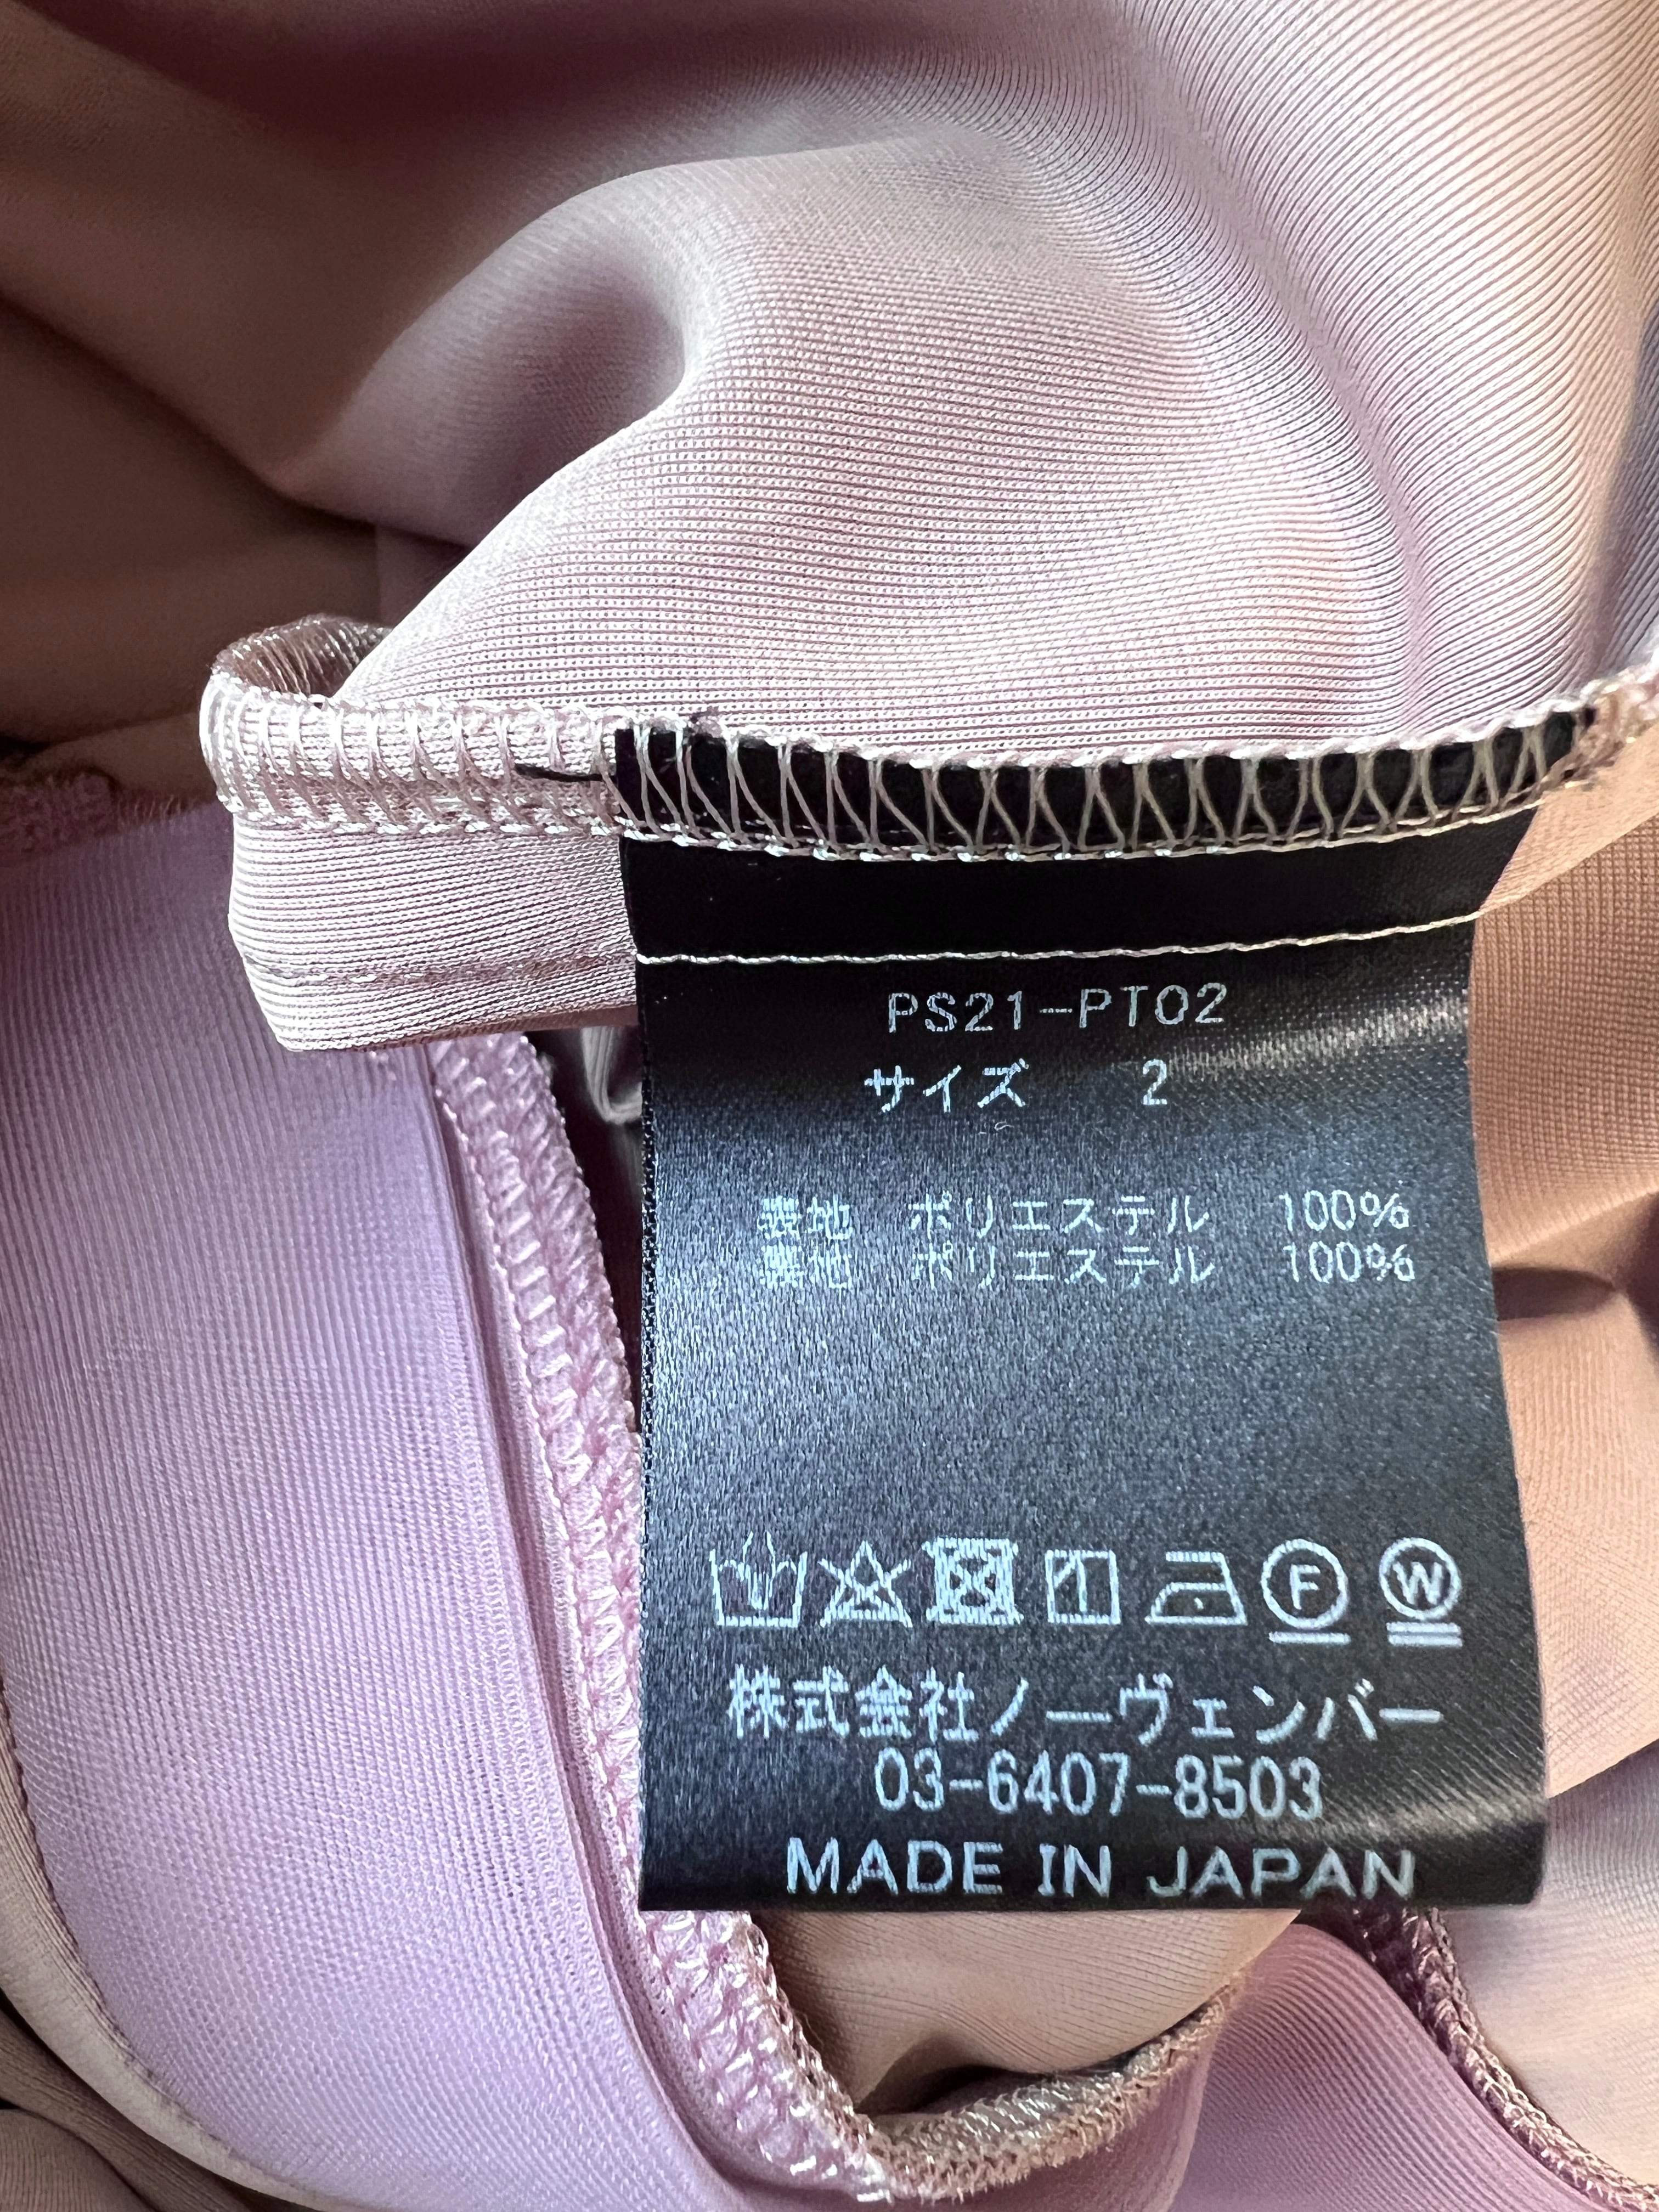 PS21-PT02
サイズ 2
表地 ポリエステル 100%
裏地 ポリエステル 100%
F W
株式会社ノーヴェンバー
03-6407-8503
MADE IN JAPAN